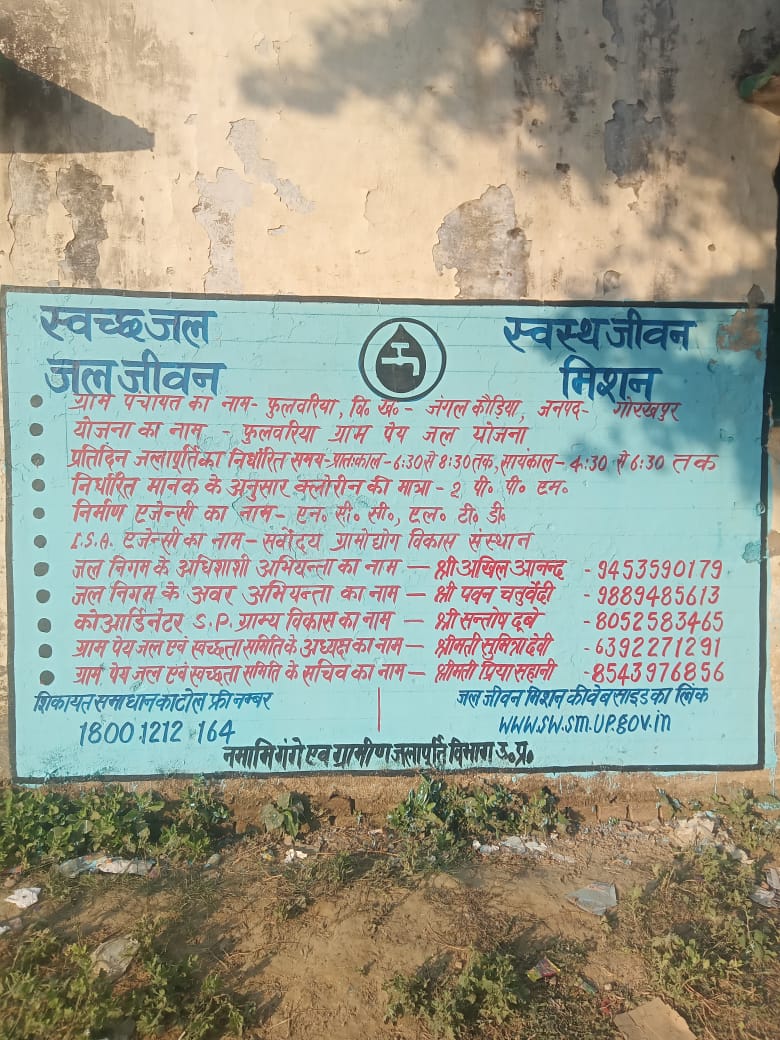 स्वच्छ जल स्वस्थ जीवन
जल जीवन मिशन
ग्राम पंचायत का नाम- फुलवरिया, वि० ख०- जंगल कौड़िया, जनपद- गोरखपुर
योजना का नाम - फुलवरिया ग्राम पेय जल योजना
प्रतिदिन जलापूर्ति का निर्धारित समय-प्रातःकाल-6:30 से 8:30 तक, सायंकाल-4:30 से 6:30 तक
निर्धारित मानक के अनुसार क्लोरीन की मात्रा-2 पी० पी० एम०
निर्माण एजेन्सी का नाम- एन० सी० सी०, एल० टी० डी०
I.S.A. एजेन्सी का नाम-सर्वोदय ग्रामोद्योग विकास संस्थान
जल निगम के अधिशाशी अभियन्ता का नाम — श्री अखिल आनन्द -9453590179
जल निगम के अवर अभियन्ता का नाम — श्री पवन चतुर्वेदी -9889485613
कोआर्डिनेटर S.P. ग्राम्य विकास का नाम — श्री सन्तोष दूबे -8052583465
ग्राम पेय जल एवं स्वच्छता समिति के अध्यक्ष का नाम — श्रीमती सुमित्रा देवी -6392271291
ग्राम पेय जल एवं स्वच्छता समिति के सचिव का नाम — श्रीमती प्रिया सहानी -8543976856
शिकायत समाधान का टोल फ्री नम्बर
1800 1212 164
जल जीवन मिशन की वेब साइड का लिंक
www.sw.sm.up.gov.in
नमामि गंगे एवं ग्रामीण जलापूर्ति विभाग उ०प्र०